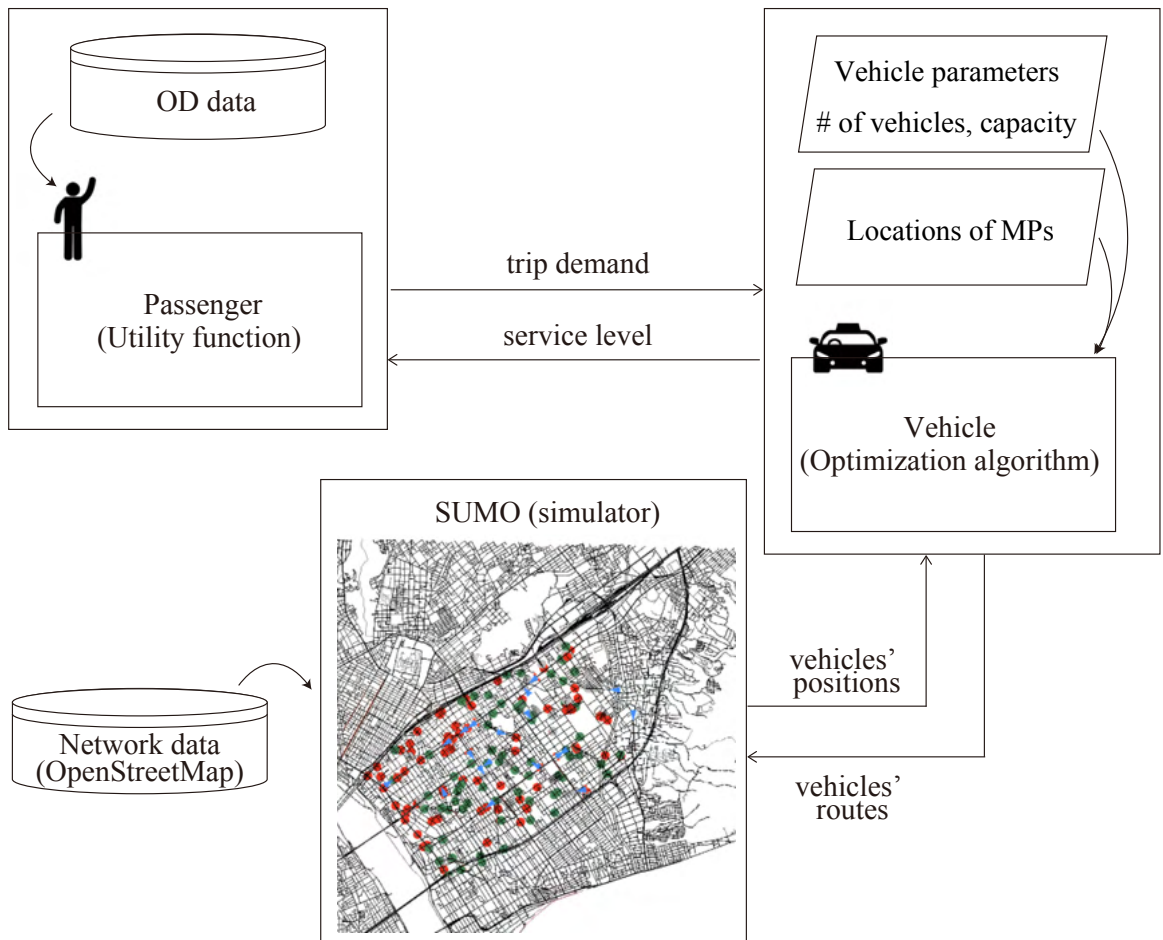 OD data
Passenger
(Utility function)
trip demand
service level
Vehicle parameters
# of vehicles, capacity
Locations of MPs
Vehicle
(Optimization algorithm)
SUMO (simulator)
Network data
(OpenStreetMap)
vehicles'
positions
vehicles'
routes